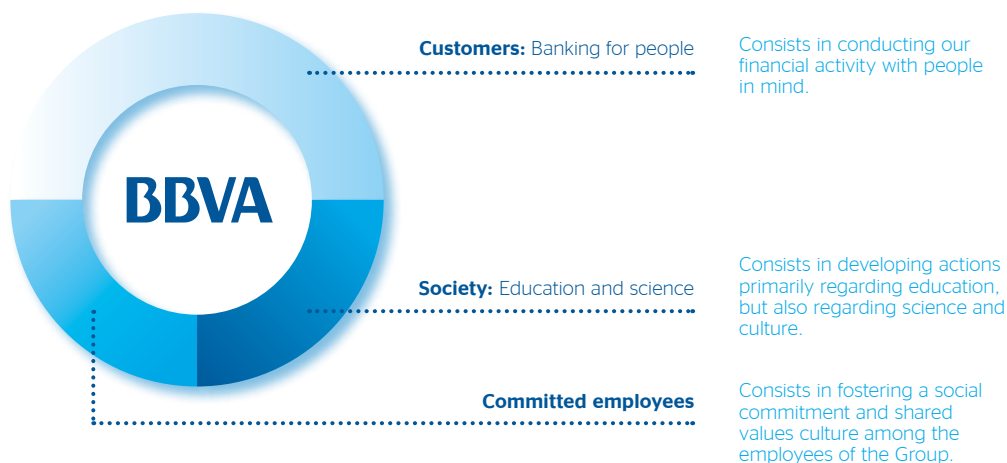 BBVA
Customers: Banking for people
Consists in conducting our
financial activity with people
in mind.
Society: Education and science
Consists in developing actions
primarily regarding education,
but also regarding science and
culture.
Committed employees
Consists in fostering a social
commitment and shared
values culture among the
employees of the Group.